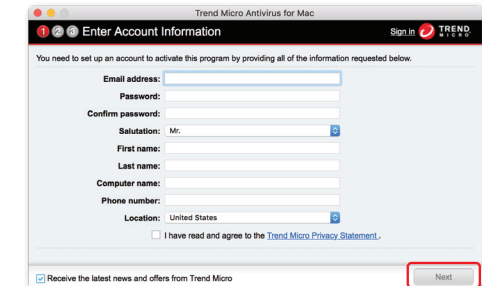 Trend Micro Antivirus for Mac
1 2 3 Enter Account Information
Sign in TREND MICRO
You need to set up an account to activate this program by providing all of the information requested below.
Email address:
Password:
Confirm password:
Salutation: Mr.
First name:
Last name:
Computer name:
Phone number:
Location: United States
I have read and agree to the Trend Micro Privacy Statement .
Receive the latest news and offers from Trend Micro
Next